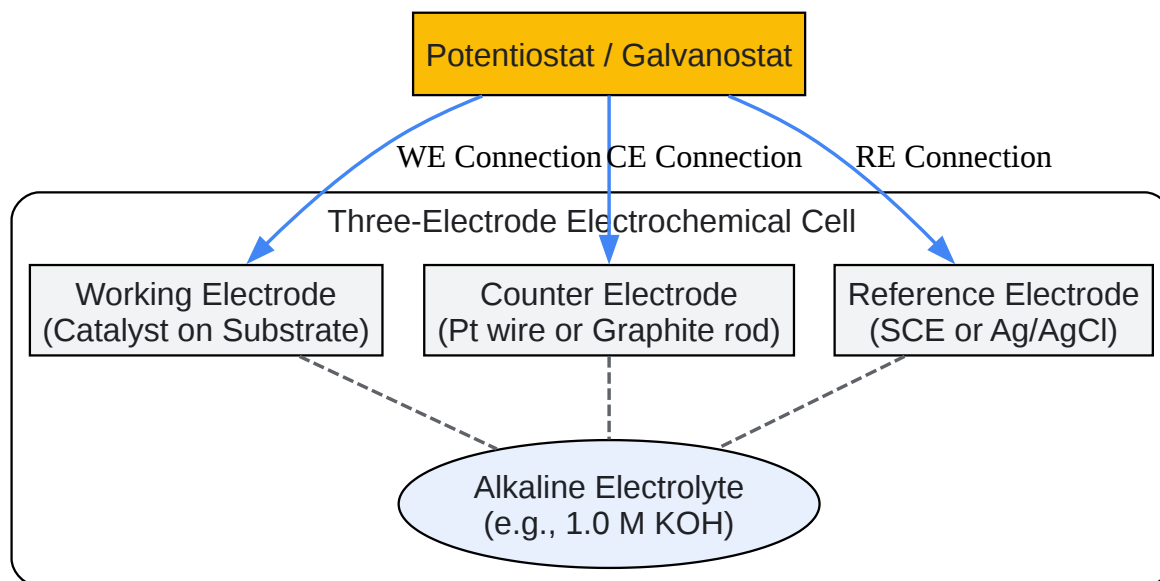 Potentiostat / Galvanostat
WE Connection
CE Connection
RE Connection
Three-Electrode Electrochemical Cell
Working Electrode
(Catalyst on Substrate)
Counter Electrode
(Pt wire or Graphite rod)
Reference Electrode
(SCE or Ag/AgCl)
Alkaline Electrolyte
(e.g., 1.0 M KOH)